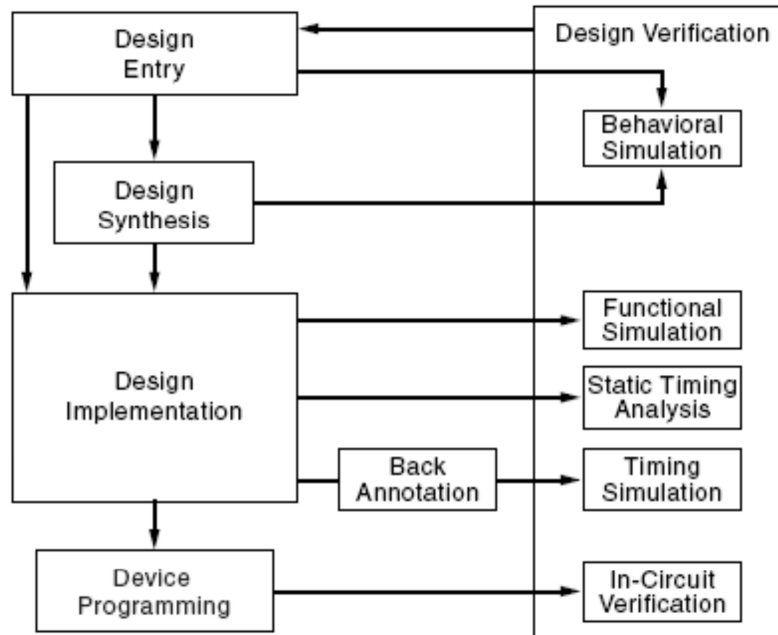 Design
Entry
Design Verification
Behavioral
Simulation
Design
Synthesis
Design
Implementation
Functional
Simulation
Static Timing
Analysis
Back
Annotation
Timing
Simulation
Device
Programming
In-Circuit
Verification